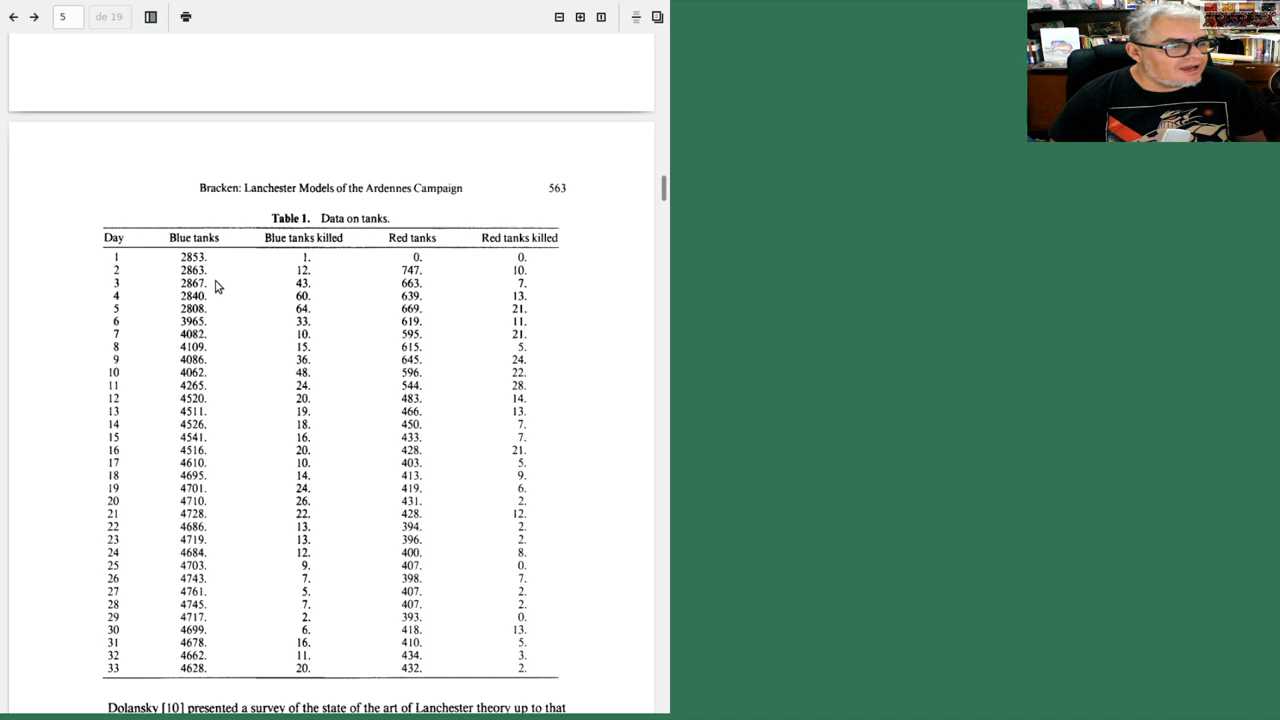 5 de 19
Bracken: Lanchester Models of the Ardennes Campaign 563
Table 1. Data on tanks.
Day Blue tanks Blue tanks killed Red tanks Red tanks killed
1 2853. 1. 0. 0.
2 2863. 12. 747. 10.
3 2867. 43. 663. 7.
4 2840. 60. 639. 13.
5 2808. 64. 669. 21.
6 3965. 33. 619. 11.
7 4082. 10. 595. 21.
8 4109. 15. 615. 5.
9 4086. 36. 645. 24.
10 4062. 48. 596. 22.
11 4265. 24. 544. 28.
12 4520. 20. 483. 14.
13 4511. 19. 466. 13.
14 4526. 18. 450. 7.
15 4541. 16. 433. 7.
16 4516. 20. 428. 21.
17 4610. 10. 403. 5.
18 4695. 14. 413. 9.
19 4701. 24. 419. 6.
20 4710. 26. 431. 2.
21 4728. 22. 428. 12.
22 4686. 13. 394. 2.
23 4719. 13. 396. 2.
24 4684. 12. 400. 8.
25 4703. 9. 407. 0.
26 4743. 7. 398. 7.
27 4761. 5. 407. 2.
28 4745. 7. 407. 2.
29 4717. 2. 393. 0.
30 4699. 6. 418. 13.
31 4678. 16. 410. 5.
32 4662. 11. 434. 3.
33 4628. 20. 432. 2.
Dolansky [10] presented a survey of the state of the art of Lanchester theory up to that